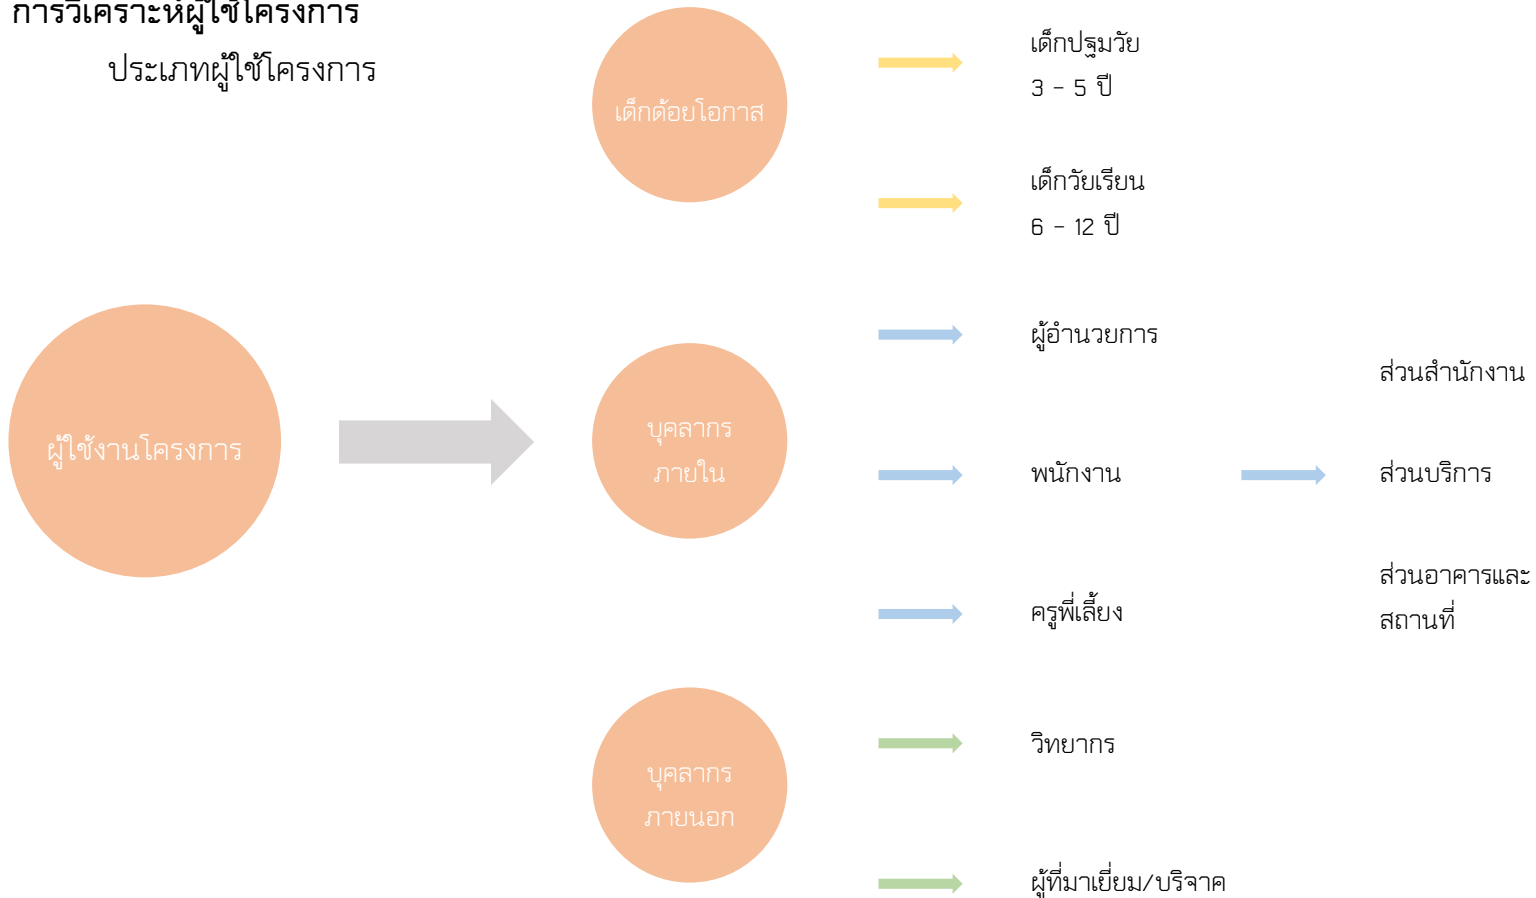 การวิเคราะห์ผู้ใช้โครงการ
ประเภทผู้ใช้โครงการ
เด็กด้อยโอกาส
เด็กปฐมวัย
3 - 5 ปี
เด็กวัยเรียน
6 - 12 ปี
ผู้ใช้งานโครงการ
บุคลากร
ภายใน
ผู้อำนวยการ
พนักงาน
ครูพี่เลี้ยง
ส่วนสำนักงาน
ส่วนบริการ
ส่วนอาคารและ
สถานที่
บุคลากร
ภายนอก
วิทยากร
ผู้ที่มาเยี่ยม/บริจาค